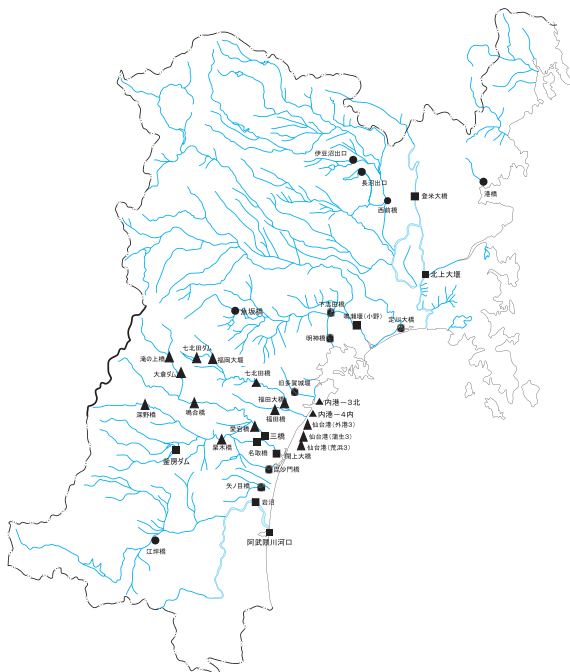 伊豆沼出口
長沼出口
西前橋
登米大橋
港橋
北上大堰
魚坂橋
下志田橋
鳴瀬堰(小野)
定川大橋
明神橋
七北田ダム
滝の上橋
福岡大堰
大倉ダム
七北田橋
旧多賀城堰
福田大橋
内港－3北
深野橋
鳴合橋
福田橋
内港－4内
仙台港(外港3)
愛宕橋
三橋
仙台港(蒲生3)
栗木橋
名取橋
仙台港(荒浜3)
釜房ダム
閖上大橋
毘沙門橋
矢ノ目橋
岩沼
阿武隈川河口
江坪橋